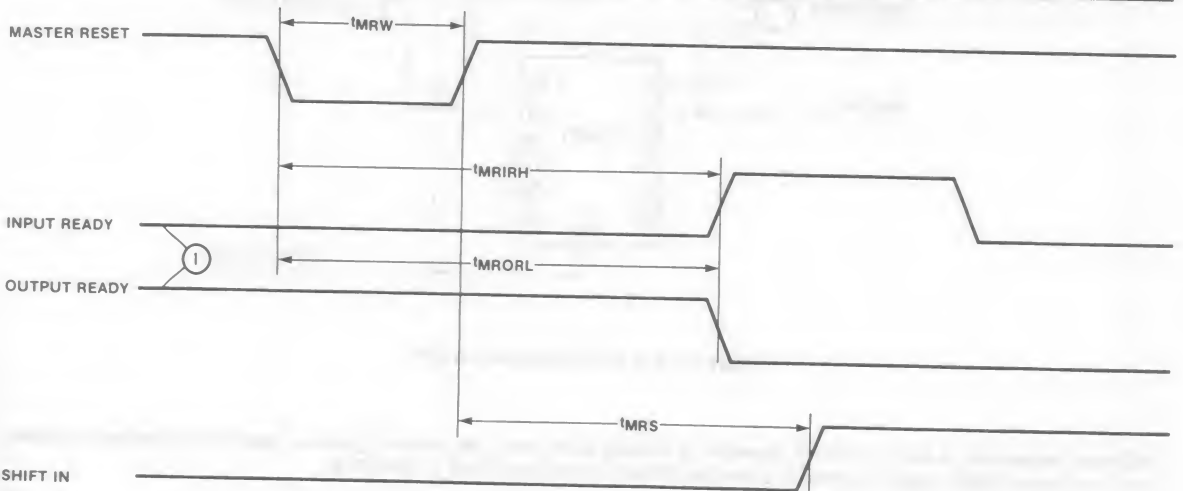 tMRW
MASTER RESET
tMRIRH
INPUT READY
1
tMRORL
OUTPUT READY
tMRS
SHIFT IN